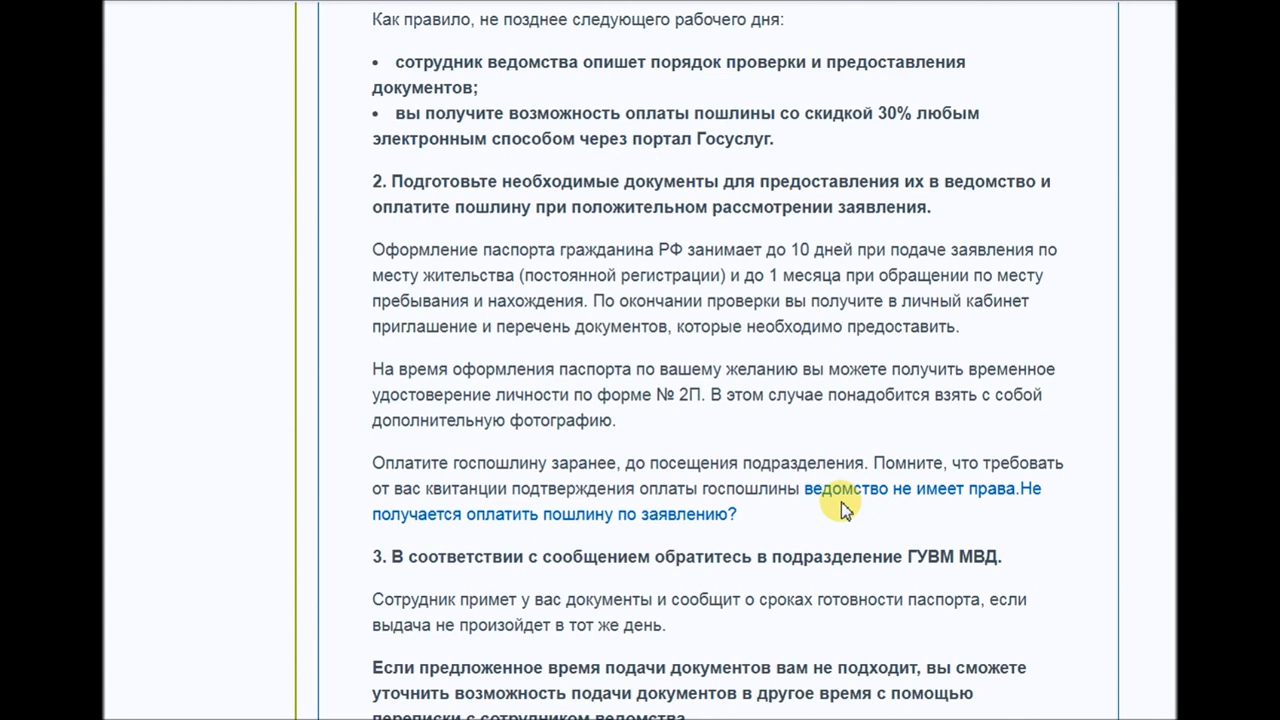 Как правило, не позднее следующего рабочего дня:
• сотрудник ведомства опишет порядок проверки и предоставления
документов;
• вы получите возможность оплаты пошлины со скидкой 30% любым
электронным способом через портал Госуслуг.
2. Подготовьте необходимые документы для предоставления их в ведомство и
оплатите пошлину при положительном рассмотрении заявления.
Оформление паспорта гражданина РФ занимает до 10 дней при подаче заявления по
месту жительства (постоянной регистрации) и до 1 месяца при обращении по месту
пребывания и нахождения. По окончании проверки вы получите в личный кабинет
приглашение и перечень документов, которые необходимо предоставить.
На время оформления паспорта по вашему желанию вы можете получить временное
удостоверение личности по форме № 2П. В этом случае понадобится взять с собой
дополнительную фотографию.
Оплатите госпошлину заранее, до посещения подразделения. Помните, что требовать
от вас квитанции подтверждения оплаты госпошлины ведомство не имеет права.Не
получается оплатить пошлину по заявлению?
3. В соответствии с сообщением обратитесь в подразделение ГУВМ МВД.
Сотрудник примет у вас документы и сообщит о сроках готовности паспорта, если
выдача не произойдет в тот же день.
Если предложенное время подачи документов вам не подходит, вы сможете
уточнить возможность подачи документов в другое время с помощью
переписки с сотрудником ведомства.